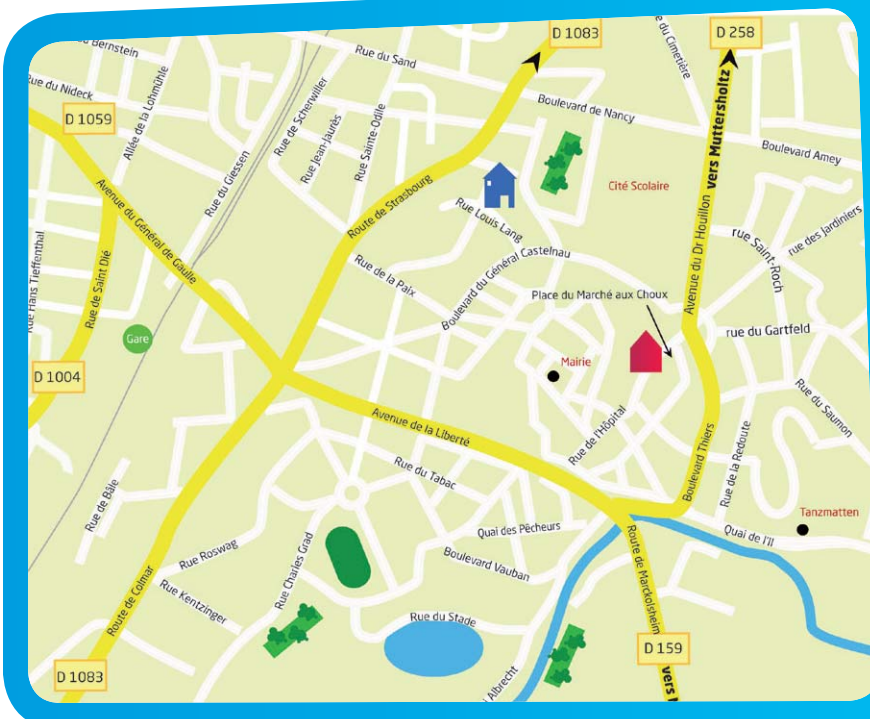 D 1083
D 258
Bernstein
Rue du Sand
e du Cimetière
Rue du Nideck
Allée de la Lohmühle
Rue de Scherwiller
Boulevard de Nancy
vers Muttersholtz
D 1059
Rue Jean-Jaurès
Rue Sainte-Odile
Boulevard Amey
Rue du Giessen
Cité Scolaire
Avenue du Général de Gaulle
Route de Strasbourg
Rue Louis Lang
Avenue du Dr Houillon
rue Saint-Roch
rue des Jardiniers
Rue Hans Tieffenthal
Rue de Saint Dié
Rue de la Paix
Boulevard du Général Castelnau
Place du Marché aux Choux
Gare
rue du Gartfeld
Mairie
D 1004
Avenue de la Liberté
Rue de l'Hôpital
Rue du Saumon
Boulevard Thiers
Rue de la Redoute
Rue du Tabac
Rue de Bâle
Tanzmatten
Quai des Pêcheurs
Quai de l'Il
Rue Roswag
Rue Charles Grad
Boulevard Vauban
Route de Marckolsheim
Route de Colmar
Rue Kentzinger
Rue du Stade
D 159
D 1083
Albrecht
vers